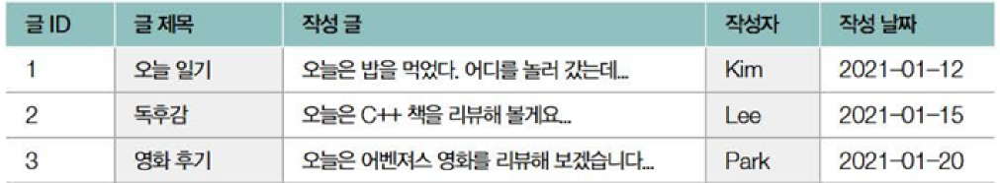 글 ID 글 제목 작성 글 작성자 작성 날짜
1 오늘 일기 오늘은 밥을 먹었다. 어디를 놀러 갔는데... Kim 2021-01-12
2 독후감 오늘은 C++ 책을 리뷰해 볼게요... Lee 2021-01-15
3 영화 후기 오늘은 어벤져스 영화를 리뷰해 보겠습니다... Park 2021-01-20